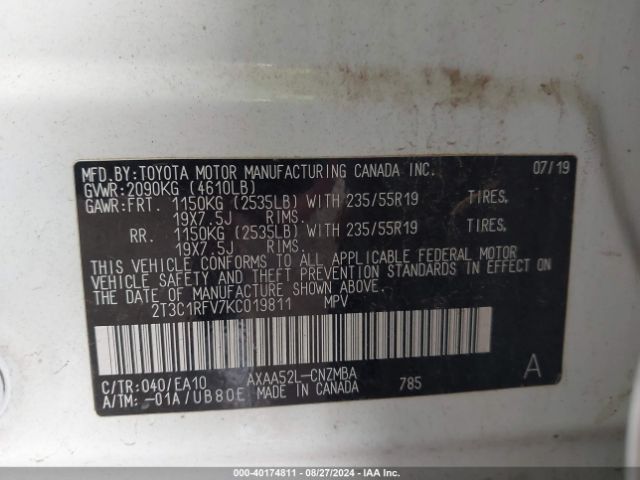 MFD.BY:TOYOTA MOTOR MANUFACTURING CANADA INC. 07/19
GVWR:2090KG (4610LB)
GAWR:FRT. 1150KG (2535LB) WITH 235/55R19 TIRES,
19X7.5J RIMS.
RR. 1150KG (2535LB) WITH 235/55R19 TIRES,
19X7.5J RIMS.
THIS VEHICLE CONFORMS TO ALL APPLICABLE FEDERAL MOTOR
VEHICLE SAFETY AND THEFT PREVENTION STANDARDS IN EFFECT ON
THE DATE OF MANUFACTURE SHOWN ABOVE.
2T3C1RFV7KC019811 MPV
C/TR:040/EA10 AXAA52L-CNZMBA A
A/TM:-01A/UB80E MADE IN CANADA 785
000-40174811 - 08/27/2024 - IAA Inc.